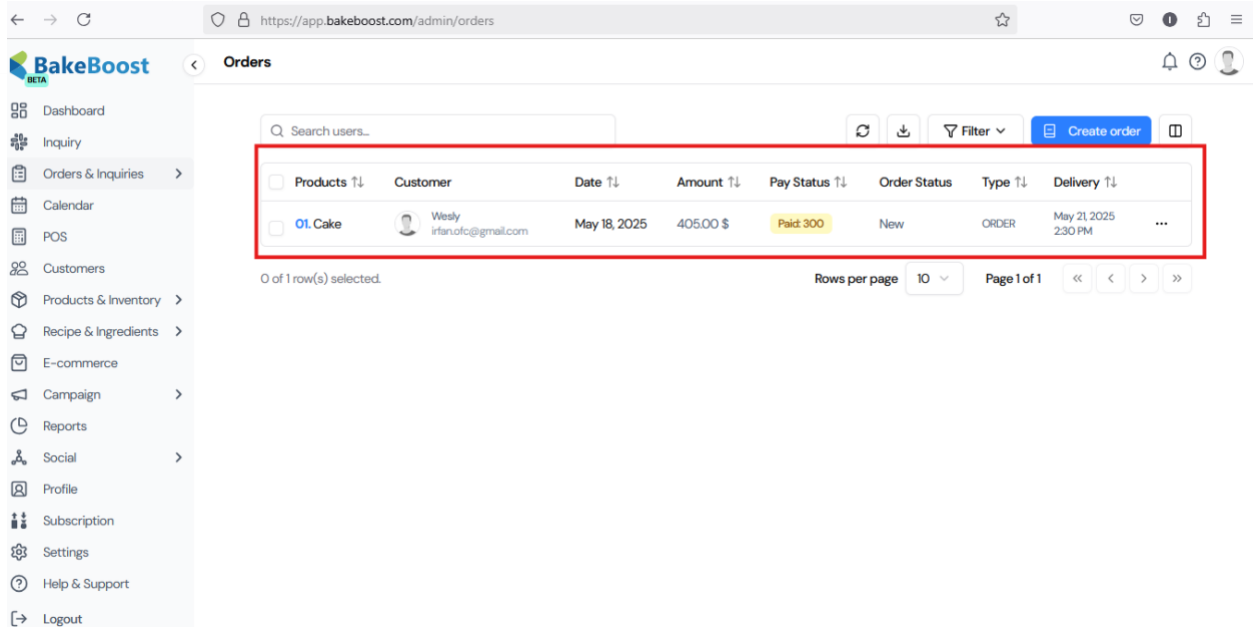 https://app.bakeboost.com/admin/orders
BakeBoost
BETA
Orders
Dashboard
Inquiry
Orders & Inquiries
Calendar
POS
Customers
Products & Inventory
Recipe & Ingredients
E-commerce
Campaign
Reports
Social
Profile
Subscription
Settings
Help & Support
Logout
Search users...
Filter
Create order
Products Customer Date Amount Pay Status Order Status Type Delivery
01. Cake Wesly irfan.ofc@gmail.com May 18, 2025 405.00 $ Paid: 300 New ORDER May 21, 2025 2:30 PM
0 of 1 row(s) selected. Rows per page 10 Page 1 of 1